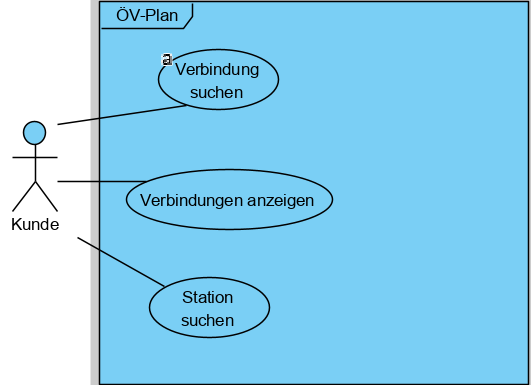 ÖV-Plan
a
Verbindung
suchen
Verbindungen anzeigen
Kunde
Station
suchen